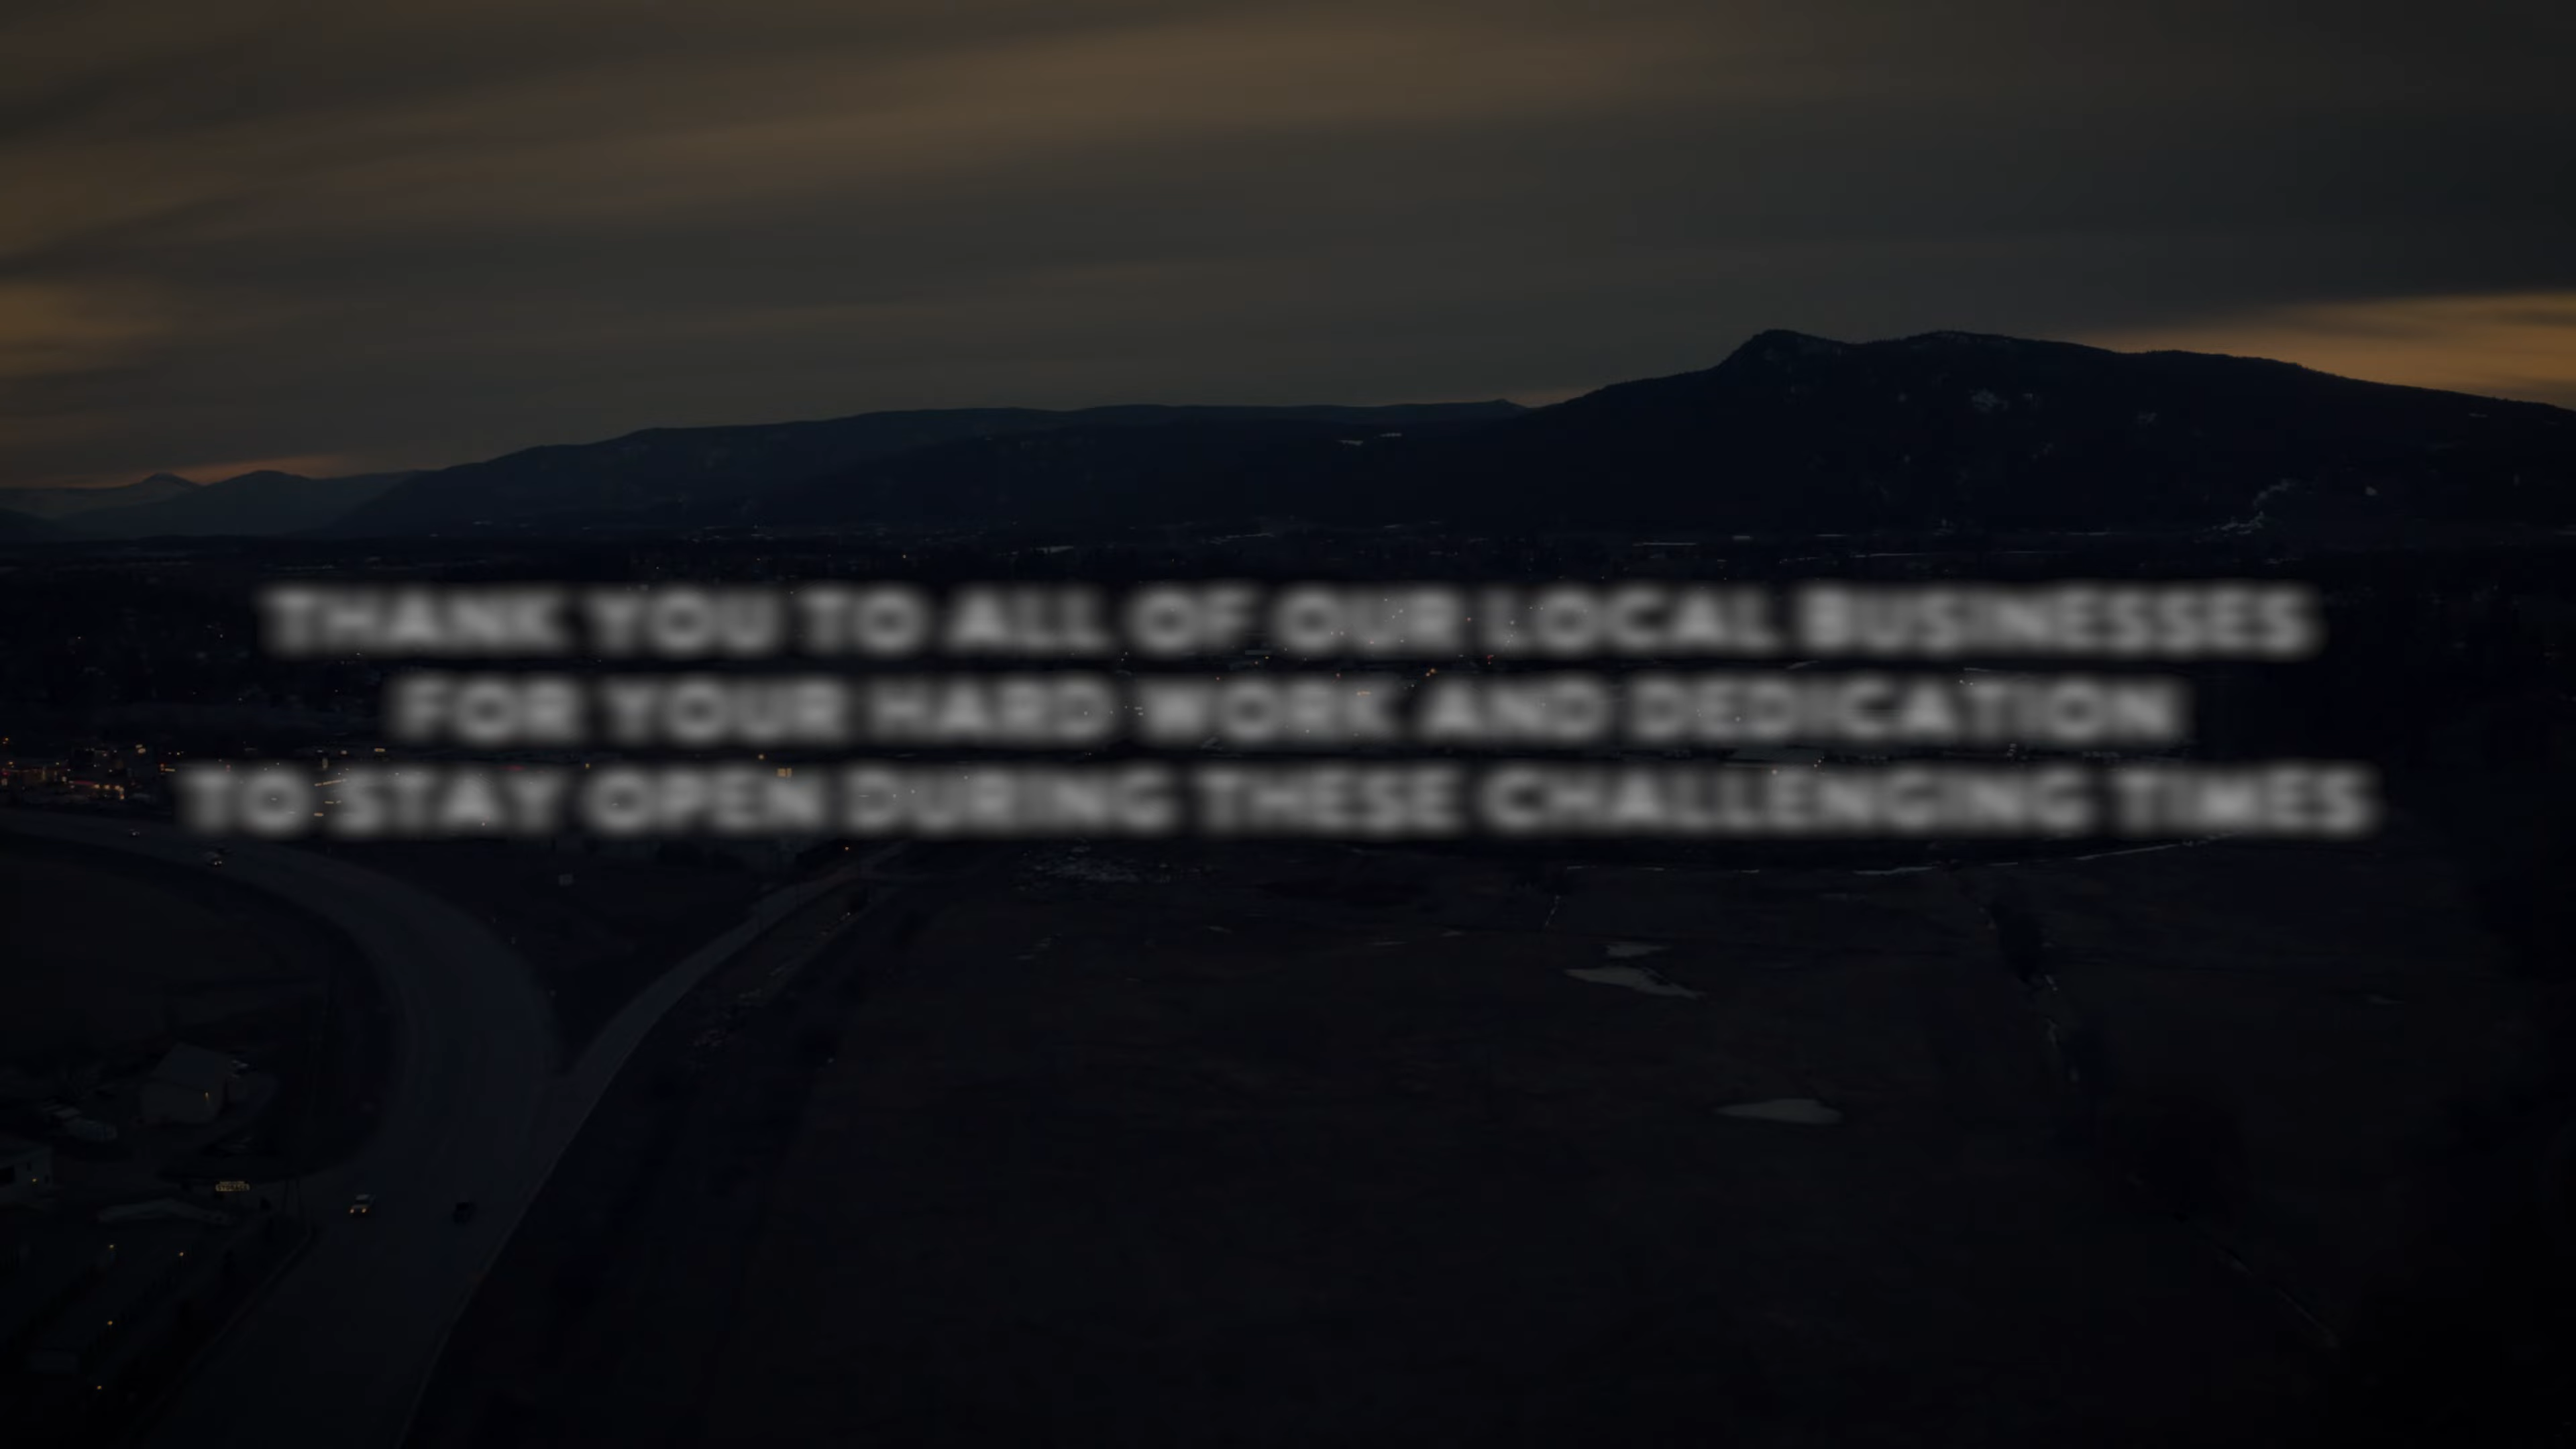 THANK YOU TO ALL OF OUR LOCAL BUSINESSES
FOR YOUR HARD WORK AND DEDICATION
TO STAY OPEN DURING THESE CHALLENGING TIMES